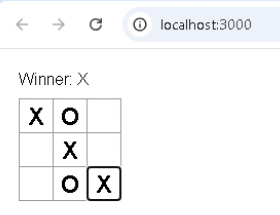 localhost:3000
Winner: X
X O
X
O X